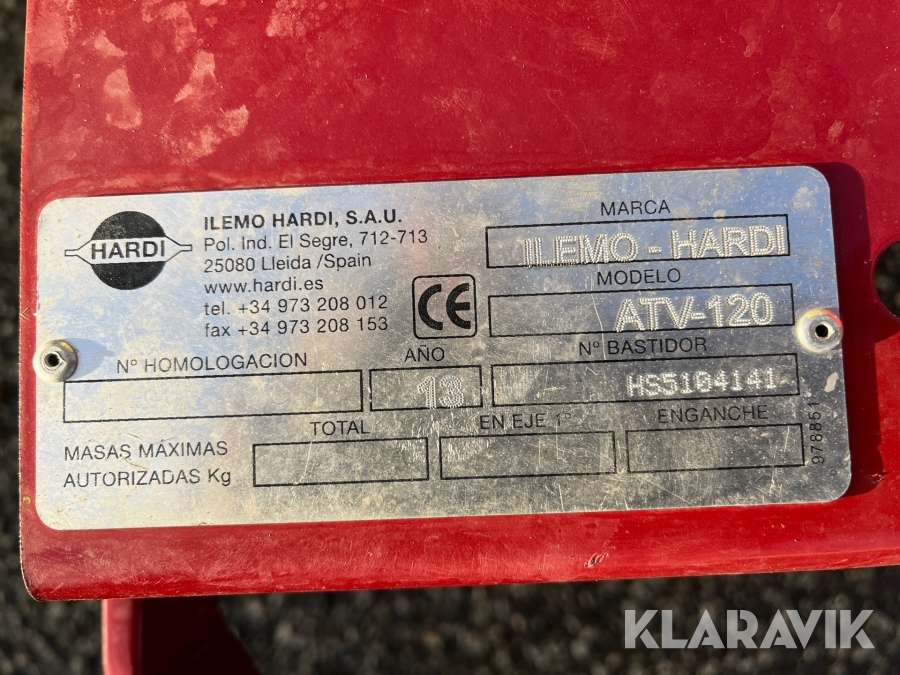 HARDI
ILEMO HARDI, S.A.U.
Pol. Ind. El Segre, 712-713
25080 Lleida /Spain
www.hardi.es
tel. +34 973 208 012
fax +34 973 208 153
CE
MARCA
ILEMO - HARDI
MODELO
ATV-120
Nº HOMOLOGACION
AÑO
13
Nº BASTIDOR
HS5104141
MASAS MÁXIMAS
AUTORIZADAS Kg
TOTAL
EN EJE 1º
ENGANCHE
978851
KLARAVIK